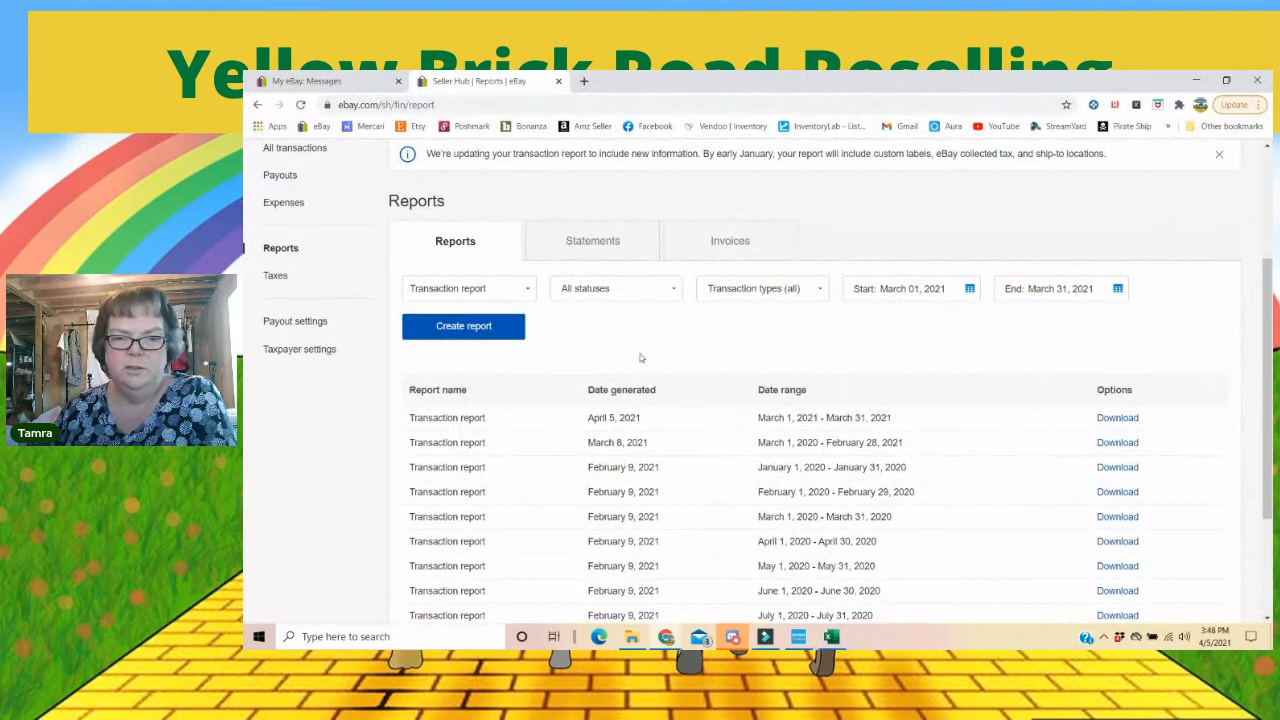 Yellow Brick Road Reselling
My eBay: Messages
Seller Hub | Reports | eBay
ebay.com/sh/fin/report
Update
Apps
eBay
Mercari
Etsy
Poshmark
Bonanza
Amz Seller
Facebook
Vendoo | Inventory
InventoryLab - List...
Gmail
Aura
YouTube
StreamYard
Pirate Ship
»
Other bookmarks
All transactions
Payouts
Expenses
Reports
Taxes
Payout settings
Taxpayer settings
We're updating your transaction report to include new information. By early January, your report will include custom labels, eBay collected tax, and ship-to locations.
Reports
Reports Statements Invoices
Transaction report All statuses Transaction types (all) Start: March 01, 2021 End: March 31, 2021
Create report
Report name Date generated Date range Options
Transaction report April 5, 2021 March 1, 2021 - March 31, 2021 Download
Transaction report March 8, 2021 March 1, 2020 - February 28, 2021 Download
Transaction report February 9, 2021 January 1, 2020 - January 31, 2020 Download
Transaction report February 9, 2021 February 1, 2020 - February 29, 2020 Download
Transaction report February 9, 2021 March 1, 2020 - March 31, 2020 Download
Transaction report February 9, 2021 April 1, 2020 - April 30, 2020 Download
Transaction report February 9, 2021 May 1, 2020 - May 31, 2020 Download
Transaction report February 9, 2021 June 1, 2020 - June 30, 2020 Download
Transaction report February 9, 2021 July 1, 2020 - July 31, 2020 Download
Tamra
Type here to search
3
3:48 PM
4/5/2021